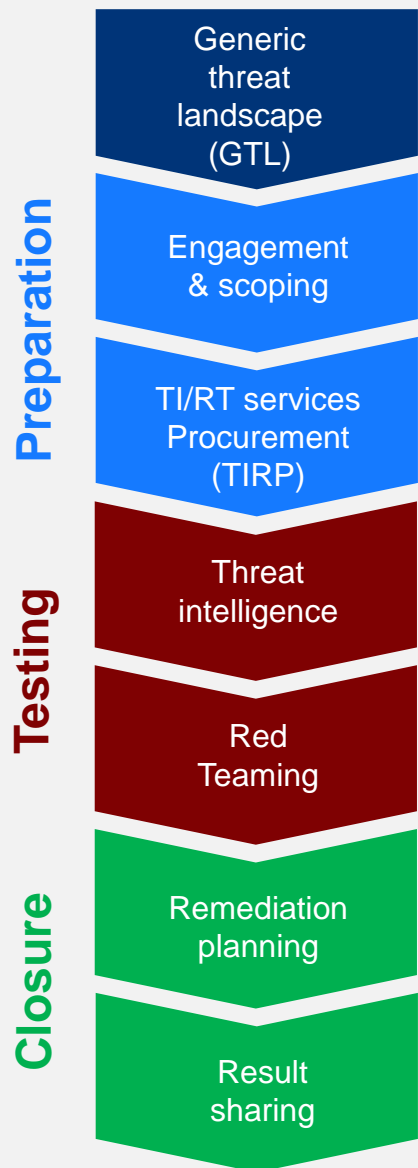 Generic
threat
landscape
(GTL)
Preparation
Engagement
& scoping
TI/RT services
Procurement
(TIRP)
Testing
Threat
intelligence
Red
Teaming
Closure
Remediation
planning
Result
sharing